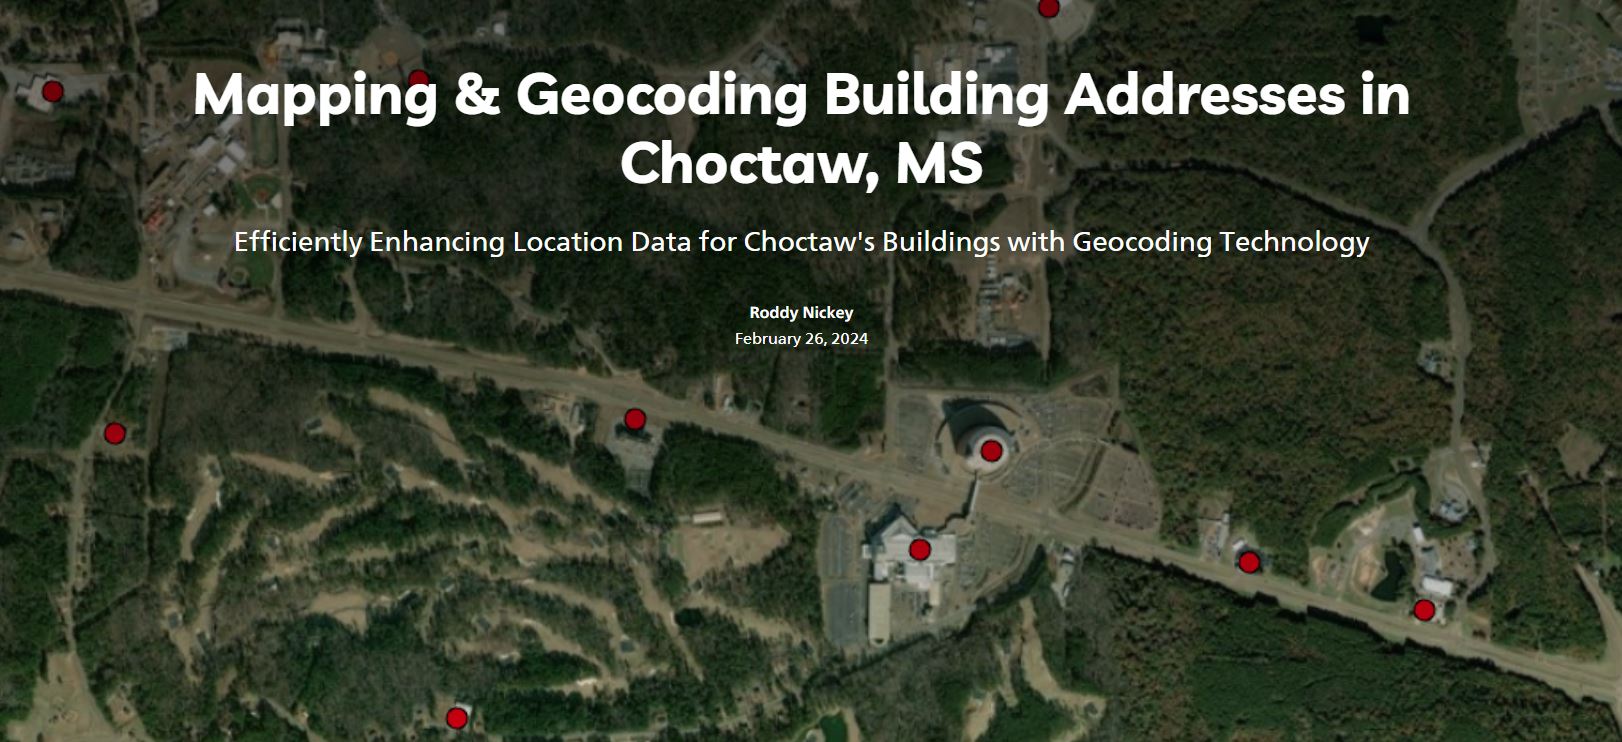 Mapping & Geocoding Building Addresses in
Choctaw, MS
Efficiently Enhancing Location Data for Choctaw's Buildings with Geocoding Technology
Roddy Nickey
February 26, 2024